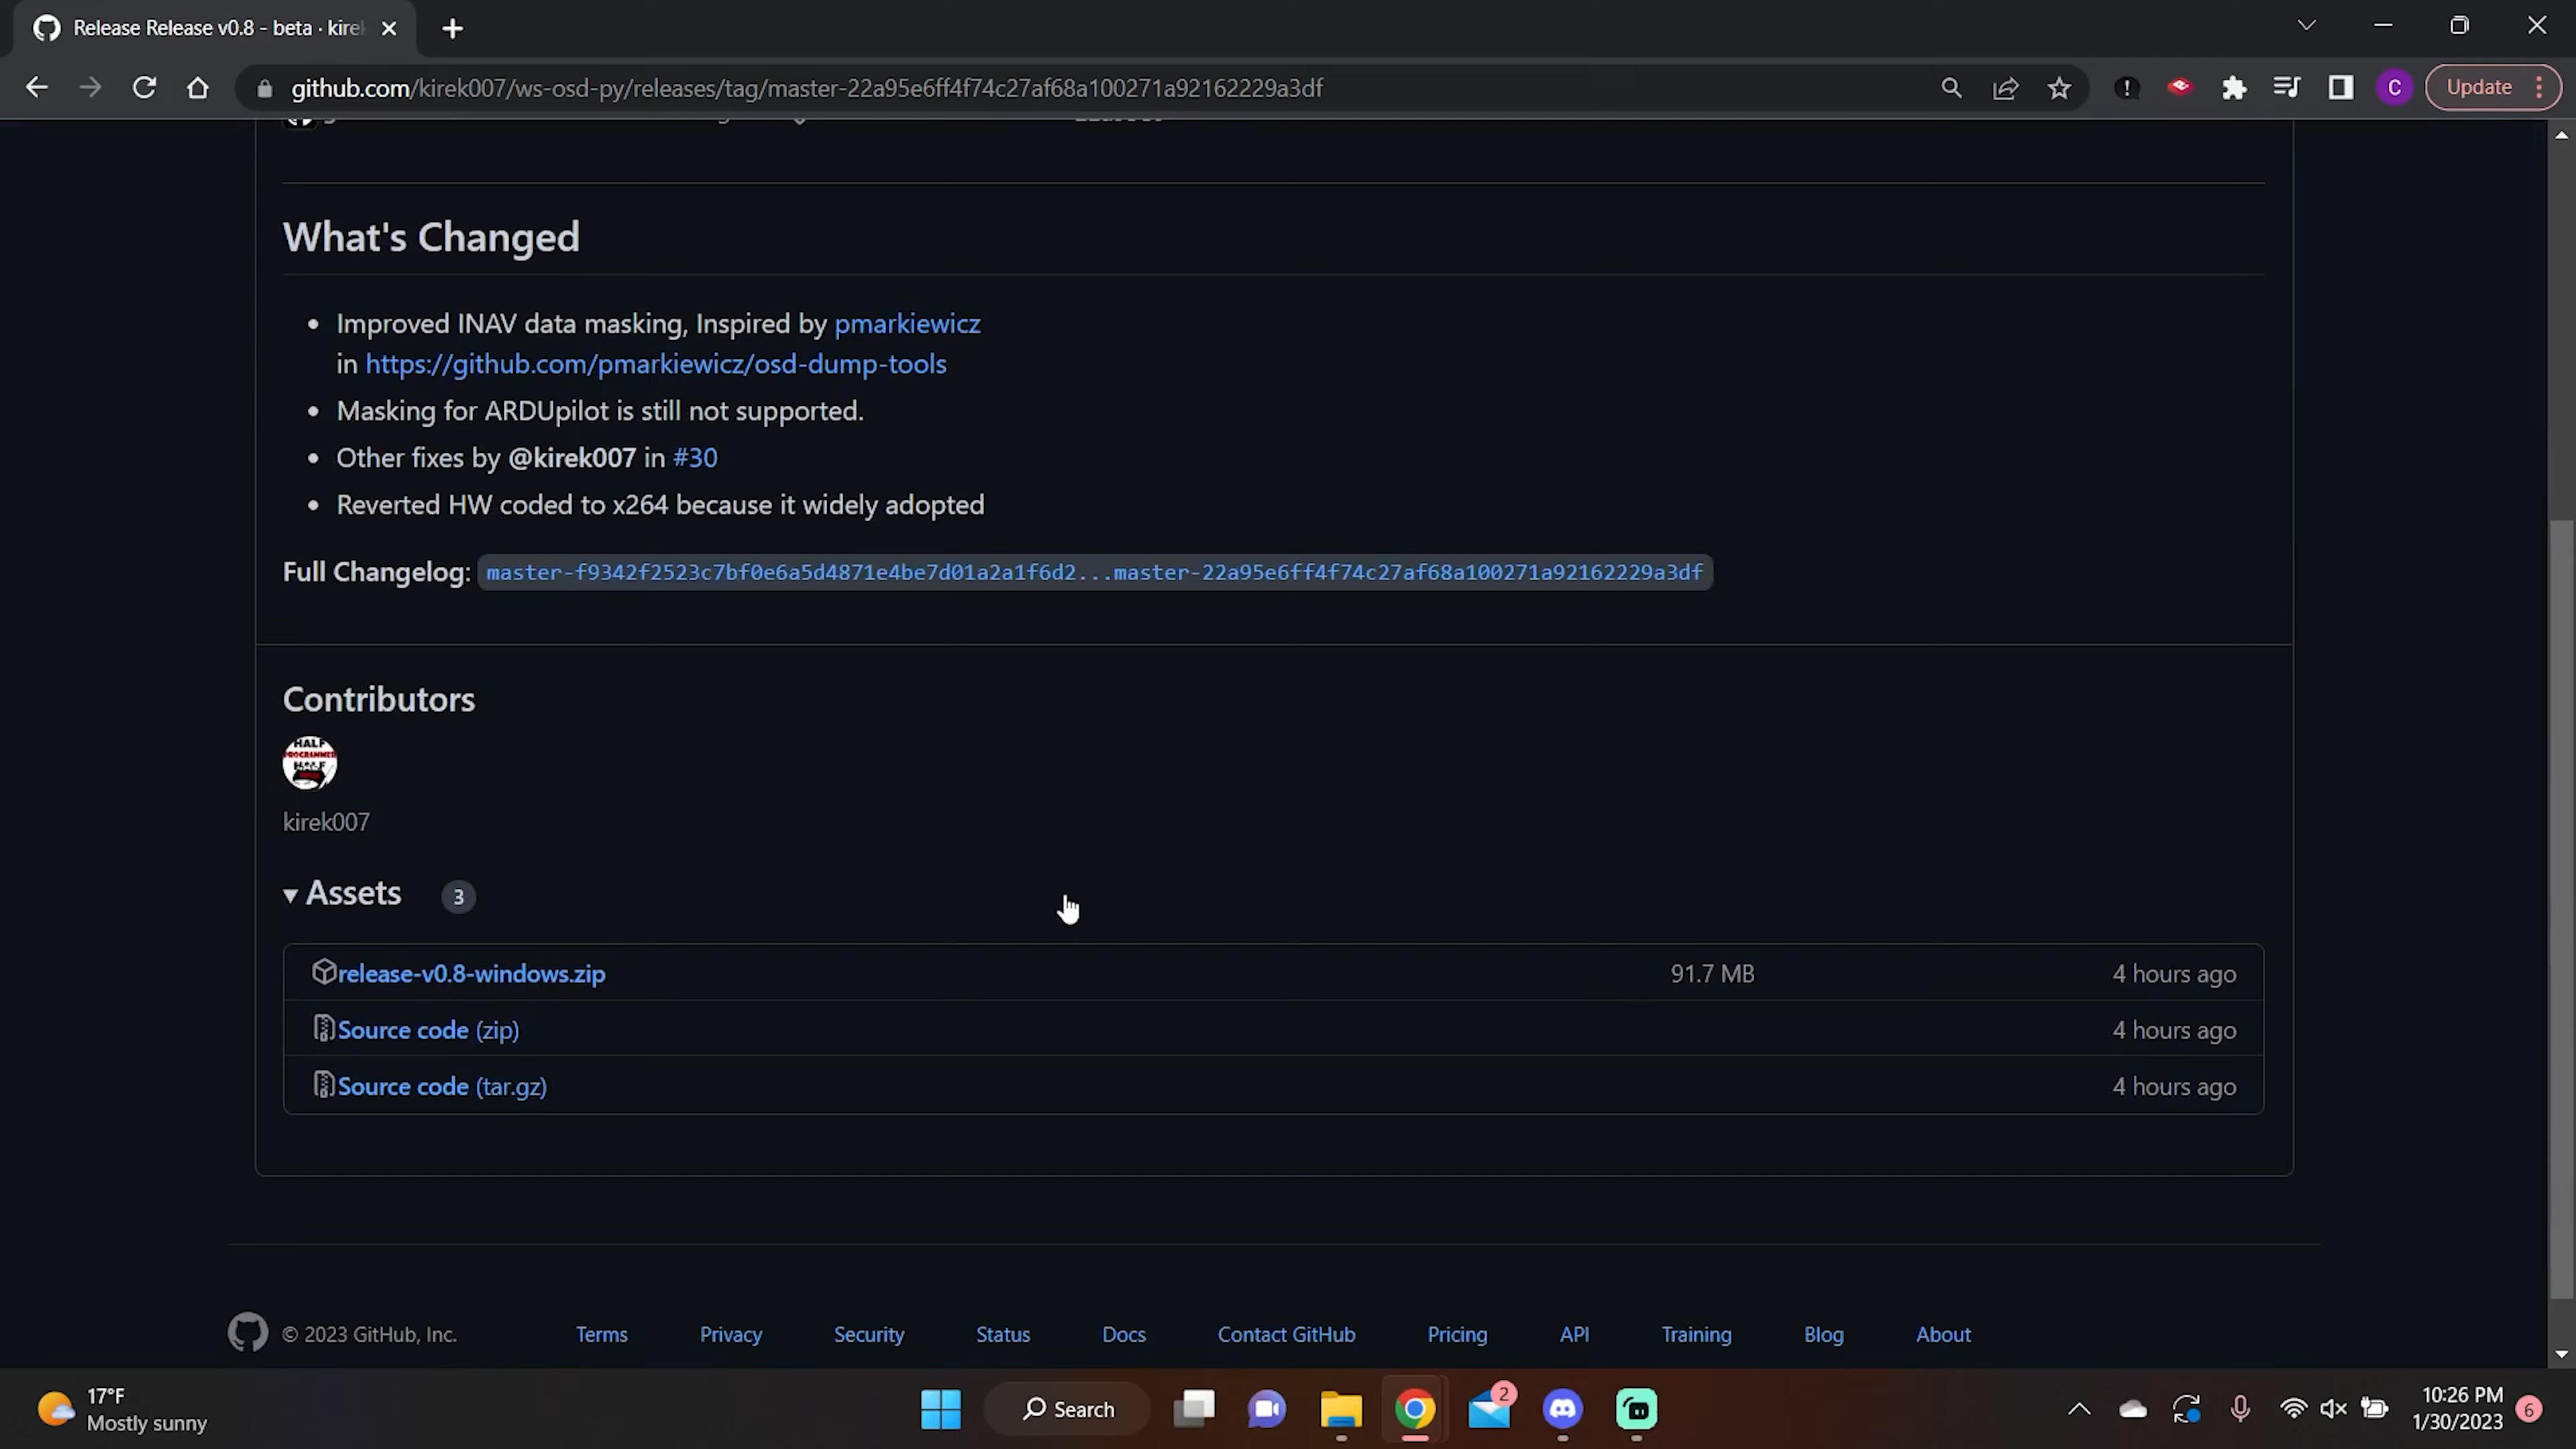 Release Release v0.8 - beta · kirek
github.com/kirek007/ws-osd-py/releases/tag/master-22a95e6ff4f74c27af68a100271a92162229a3df
C
Update
What's Changed
Improved INAV data masking, Inspired by pmarkiewicz
in https://github.com/pmarkiewicz/osd-dump-tools
Masking for ARDUpilot is still not supported.
Other fixes by @kirek007 in #30
Reverted HW coded to x264 because it widely adopted
Full Changelog: master-f9342f2523c7bf0e6a5d4871e4be7d01a2a1f6d2...master-22a95e6ff4f74c27af68a100271a92162229a3df
Contributors
HALF
PROGRAMMER
HALF
kirek007
Assets 3
release-v0.8-windows.zip 91.7 MB 4 hours ago
Source code (zip) 4 hours ago
Source code (tar.gz) 4 hours ago
© 2023 GitHub, Inc. Terms Privacy Security Status Docs Contact GitHub Pricing API Training Blog About
17°F
Mostly sunny
Search
2
10:26 PM
1/30/2023
6